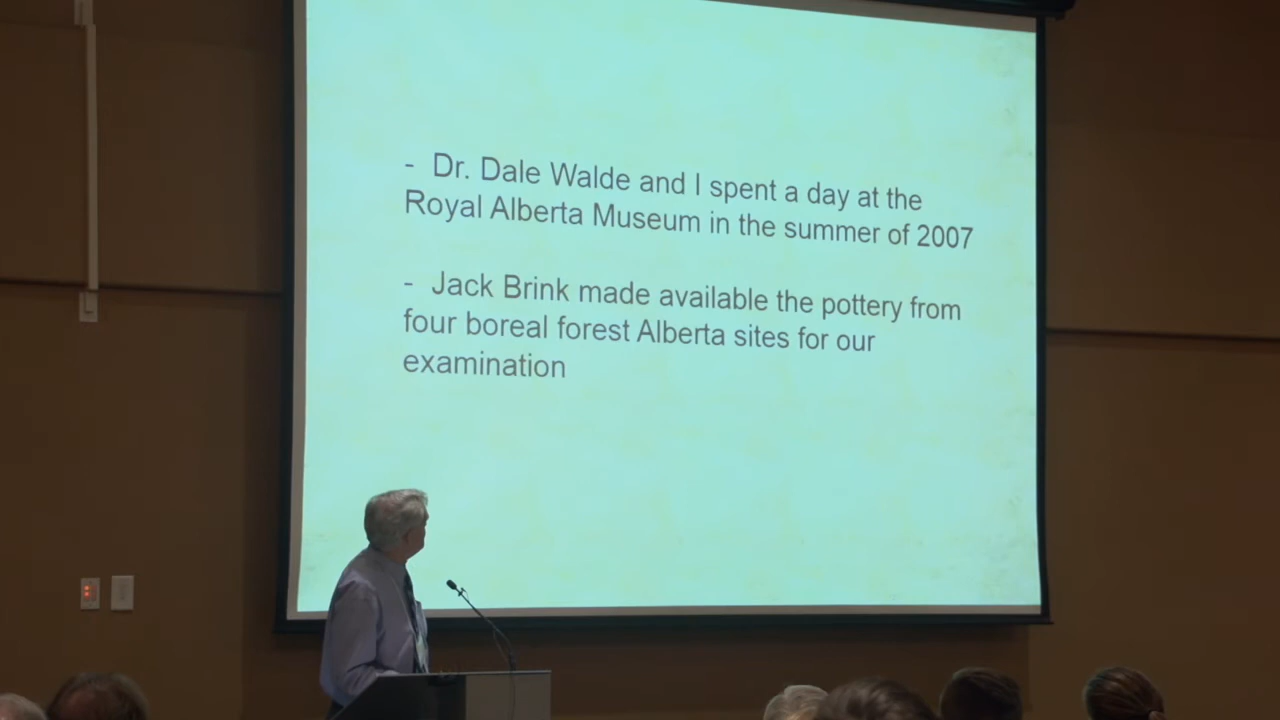 - Dr. Dale Walde and I spent a day at the
Royal Alberta Museum in the summer of 2007
- Jack Brink made available the pottery from
four boreal forest Alberta sites for our
examination